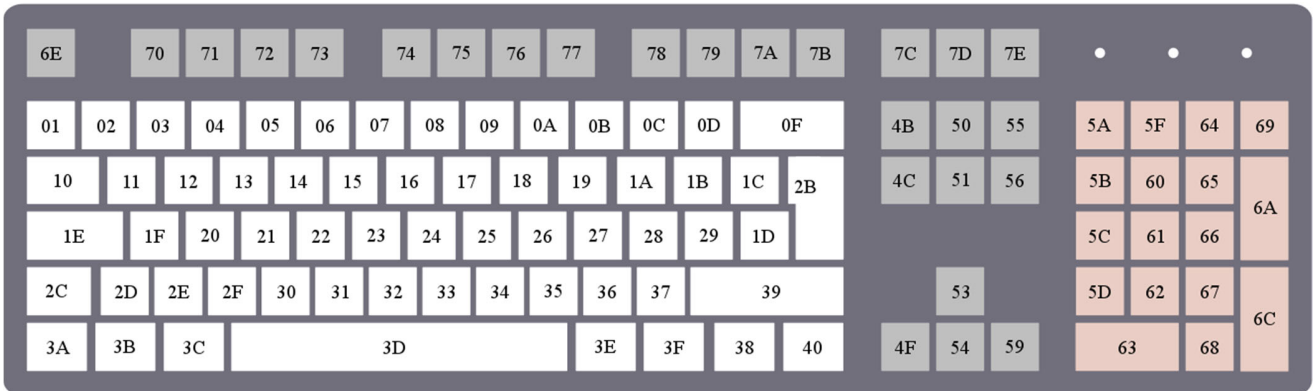 6E 70 71 72 73 74 75 76 77 78 79 7A 7B 7C 7D 7E
01 02 03 04 05 06 07 08 09 0A 0B 0C 0D 0F 4B 50 55 5A 5F 64 69
10 11 12 13 14 15 16 17 18 19 1A 1B 1C 2B 4C 51 56 5B 60 65 6A
1E 1F 20 21 22 23 24 25 26 27 28 29 1D 5C 61 66
2C 2D 2E 2F 30 31 32 33 34 35 36 37 39 53 5D 62 67 6C
3A 3B 3C 3D 3E 3F 38 40 4F 54 59 63 68